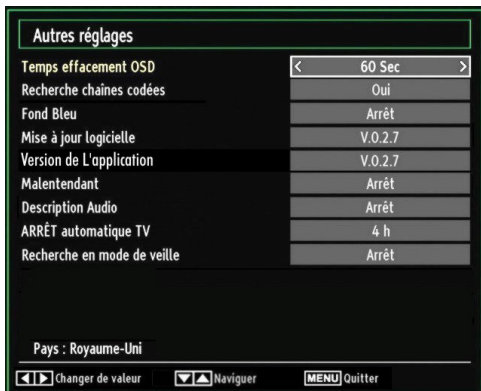 Autres réglages
Temps effacement OSD < 60 Sec >
Recherche chaînes codées Oui
Fond Bleu Arrêt
Mise à jour logicielle V.0.2.7
Version de L'application V.0.2.7
Malentendant Arrêt
Description Audio Arrêt
ARRÊT automatique TV 4 h
Recherche en mode de veille Arrêt
Pays : Royaume-Uni
Changer de valeur Naviguer MENU Quitter